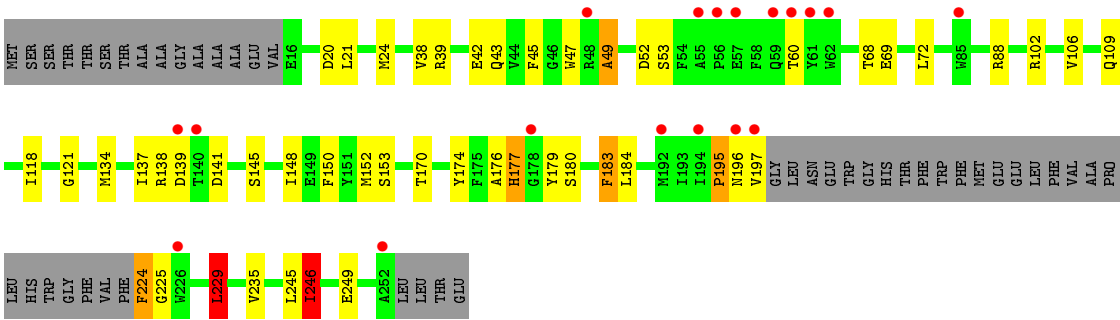 MET SER SER THR THR SER THR ALA ALA GLY ALA ALA ALA GLU VAL E16 D20 L21 M24 V38 R39 E42 Q43 V44 F45 G46 W47 R48 A49 D52 S53 F54 A55 P56 E57 F58 Q59 T60 Y61 W62 T68 E69 L72 W85 R88 R102 V106 Q109
I118 G121 M134 I137 R138 D139 T140 D141 S145 I148 E149 F150 Y151 M152 S153 T170 Y174 F175 A176 H177 G178 Y179 S180 F183 L184 M192 I193 I194 P195 N196 V197 GLY LEU ASN GLU TRP GLY HIS THR PHE TRP PHE MET GLU GLU LEU PHE VAL ALA PRO
LEU HIS TRP GLY PHE VAL PHE F224 G225 W226 L229 V235 L245 I246 E249 A252 LEU LEU THR GLU